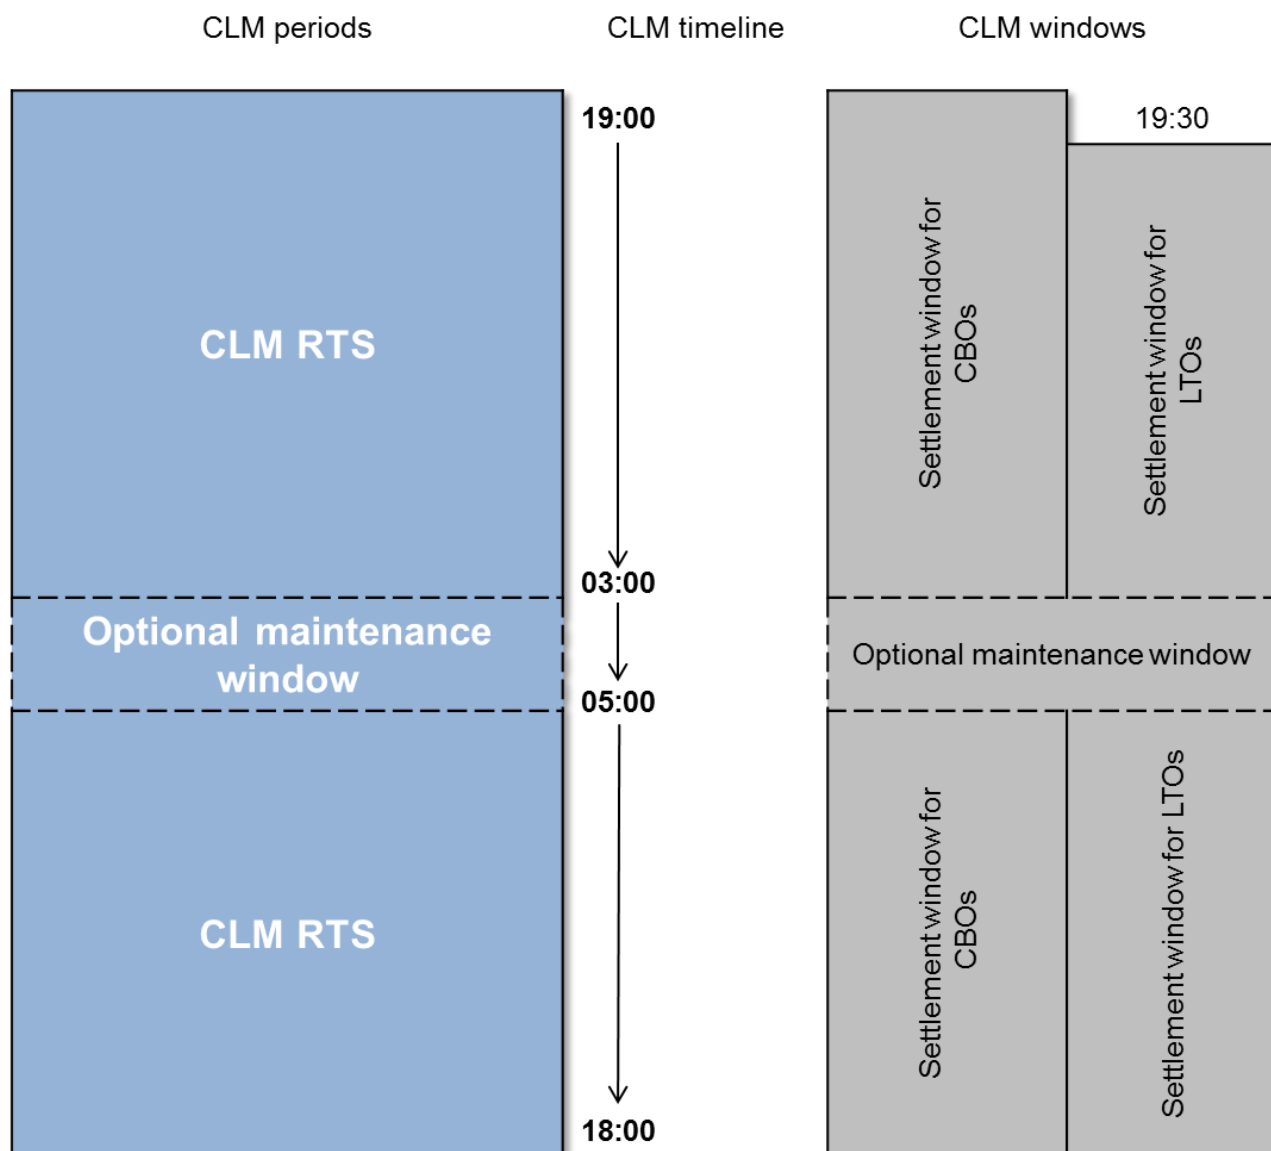 CLM periods
CLM timeline
CLM windows
19:00
19:30
CLM RTS
Settlement window for
CBOs
Settlement window for
LTOs
03:00
Optional maintenance
window
Optional maintenance window
05:00
CLM RTS
Settlement window for
CBOs
Settlement window for LTOs
18:00